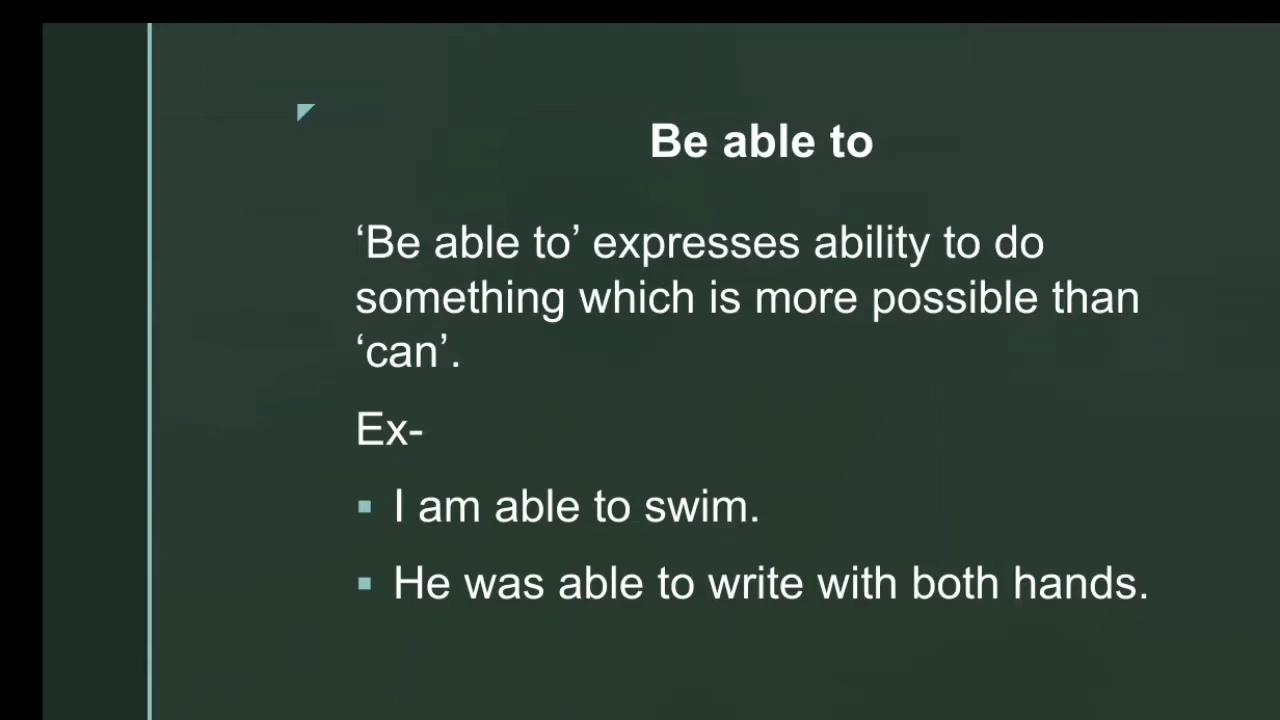 Be able to
‘Be able to’ expresses ability to do
something which is more possible than
‘can’.
Ex-
▪ I am able to swim.
▪ He was able to write with both hands.